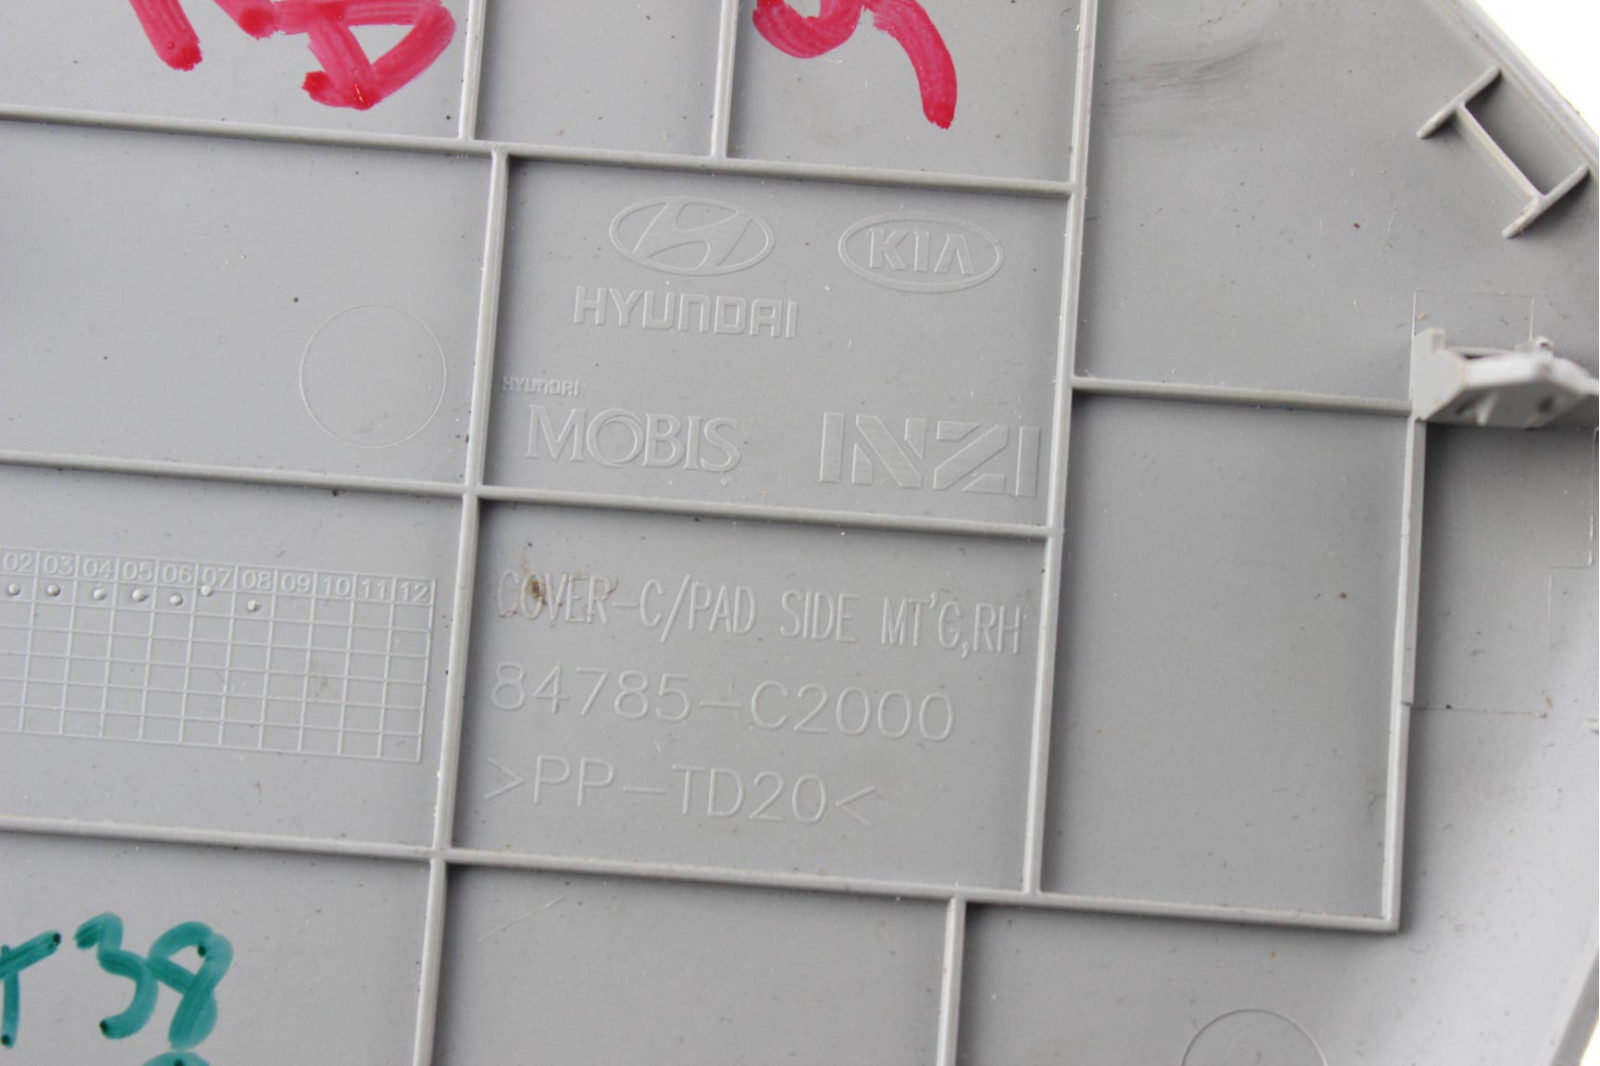 HYUNDAI
KIA
HYUNDAI
MOBIS
INZI
02 03 04 05 06 07 08 09 10 11 12
COVER-C/PAD SIDE MT'G,RH
84785-C2000
>PP-TD20<